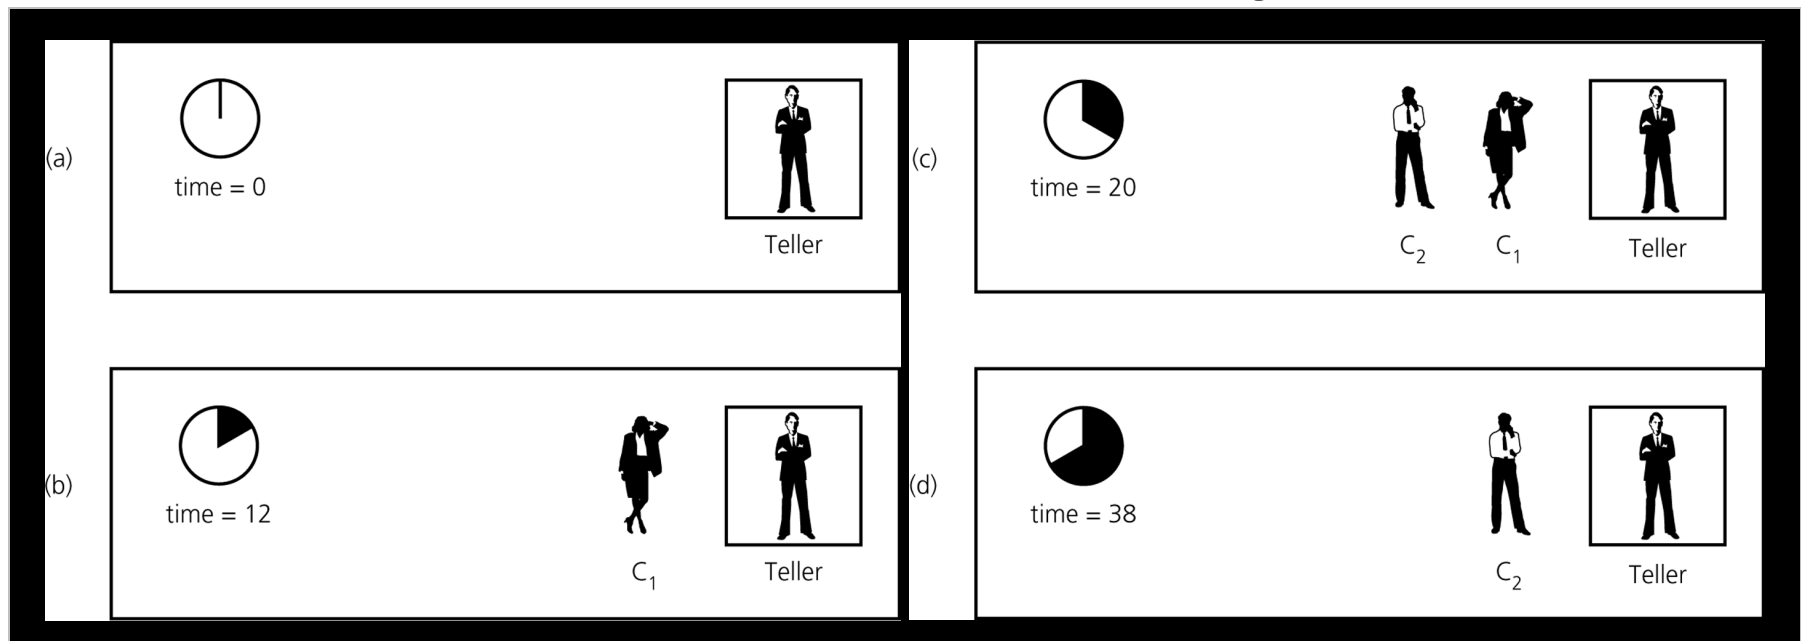 (a)
time = 0
Teller
(b)
time = 12
C1
Teller
(c)
time = 20
C2
C1
Teller
(d)
time = 38
C2
Teller